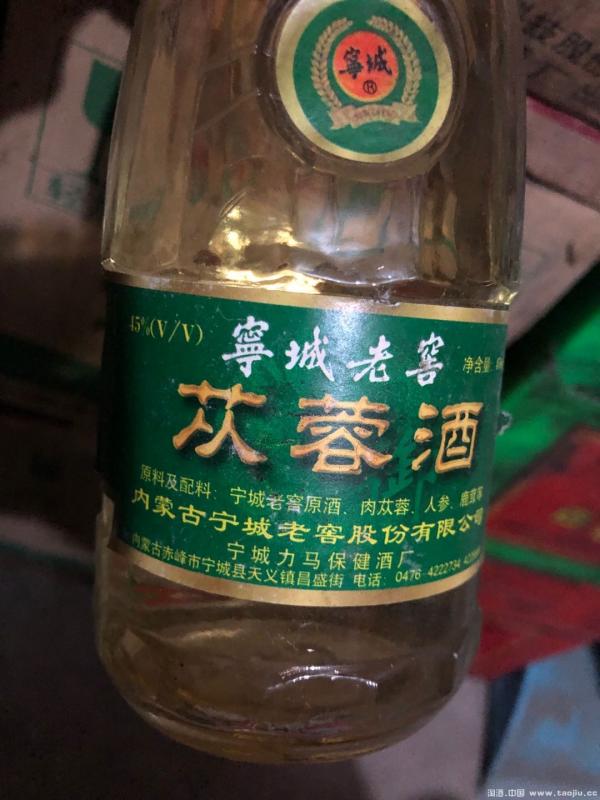 寧城
®
45%(V/V)
寧城老窖
净含量:
苁蓉酒
原料及配料：宁城老窖原酒、肉苁蓉、人参、鹿茸等
内蒙古宁城老窖股份有限公司
宁城力马保健酒厂
内蒙古赤峰市宁城县天义镇昌盛街 电话：0476-4222734
淘酒.中国 www.taojiu.cc